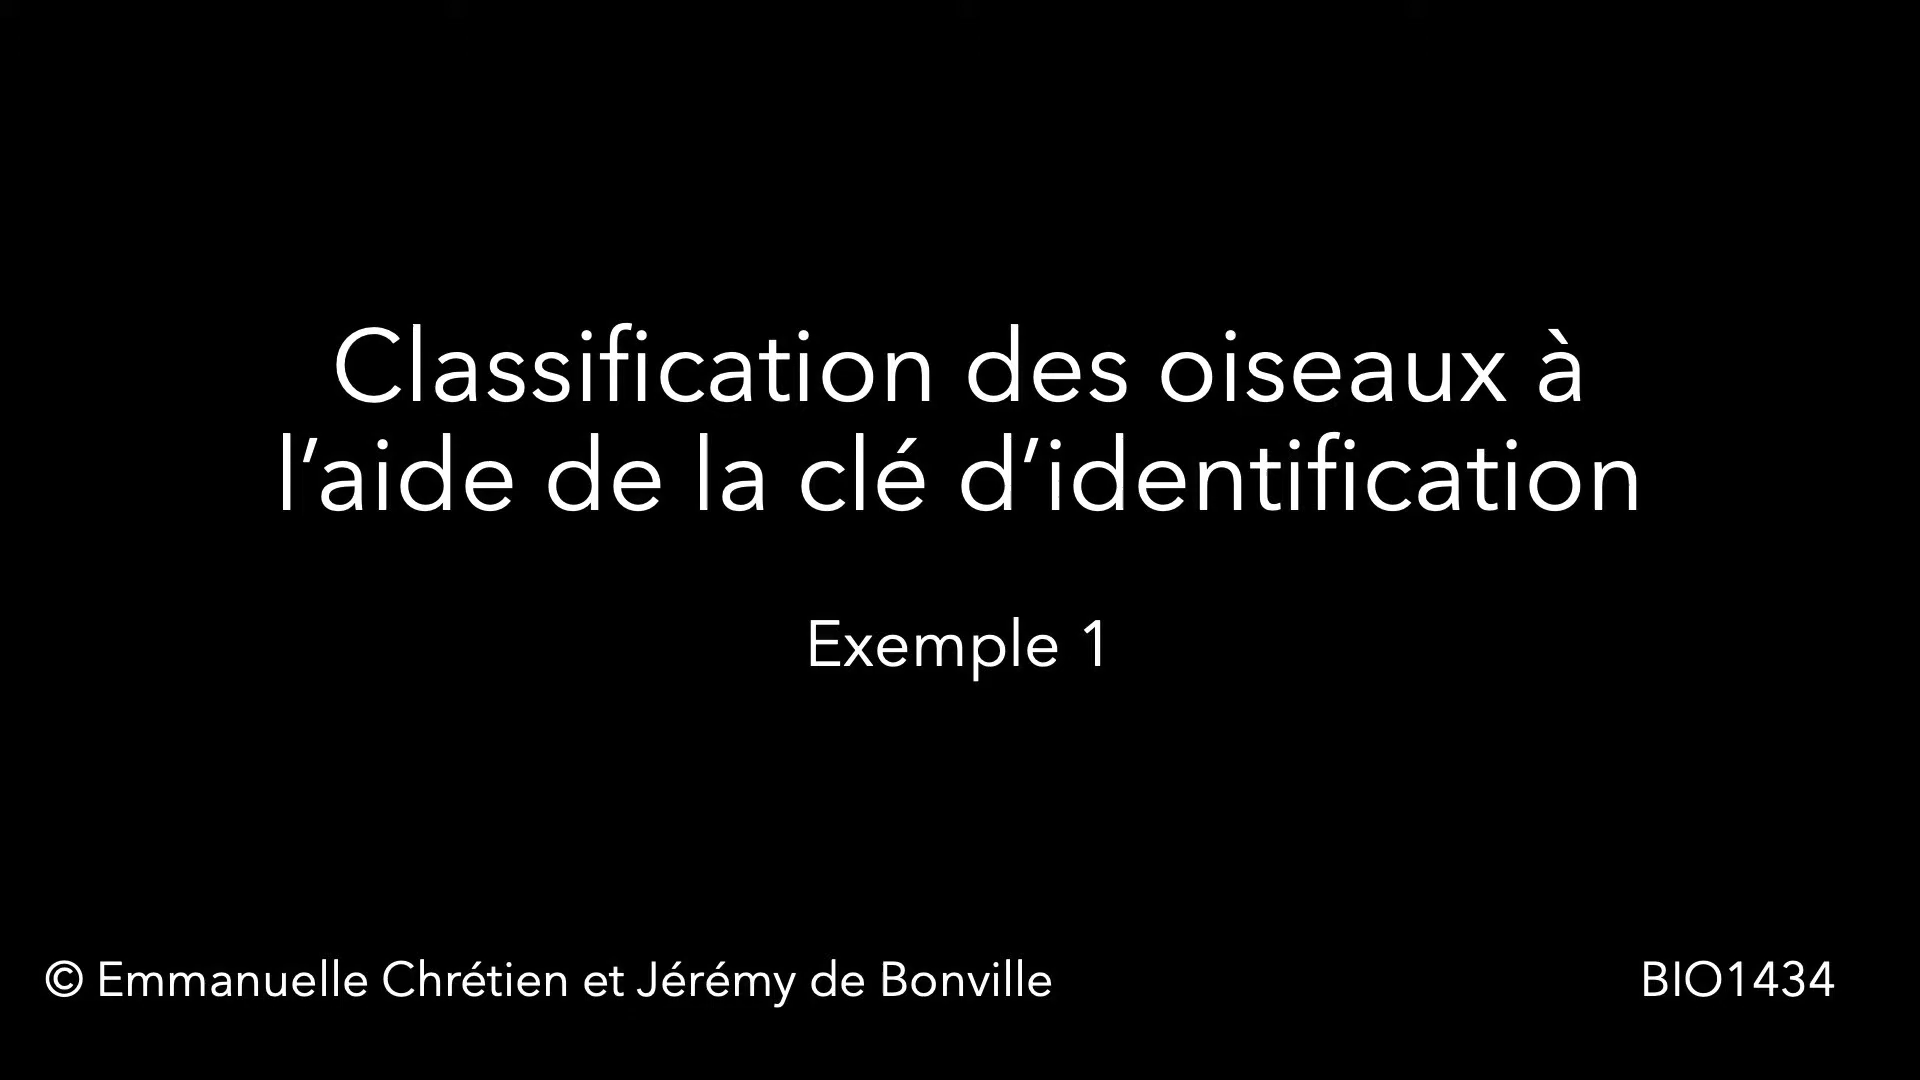 Classification des oiseaux à
l’aide de la clé d’identification
Exemple 1
© Emmanuelle Chrétien et Jérémy de Bonville
BIO1434